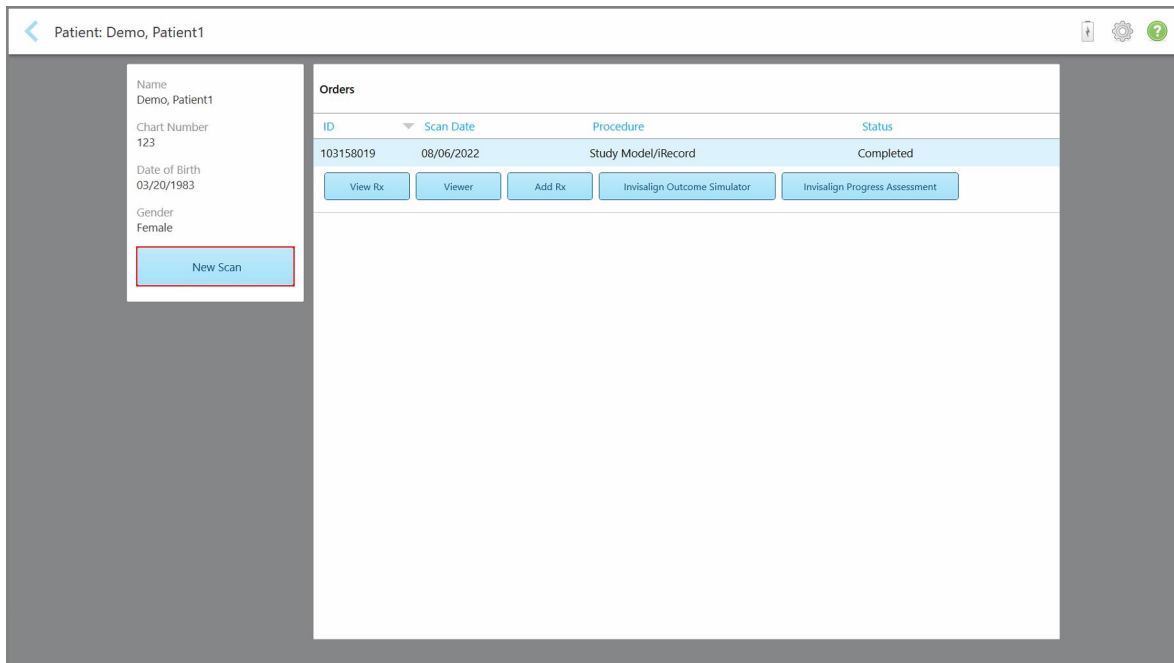 Patient: Demo, Patient1
?
Name
Demo, Patient1
Chart Number
123
Date of Birth
03/20/1983
Gender
Female
New Scan
Orders
ID Scan Date Procedure Status
103158019 08/06/2022 Study Model/iRecord Completed
View Rx Viewer Add Rx Invisalign Outcome Simulator Invisalign Progress Assessment